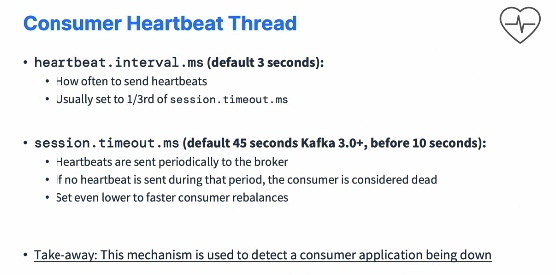 Consumer Heartbeat Thread
• heartbeat.interval.ms (default 3 seconds):
• How often to send heartbeats
• Usually set to 1/3rd of session.timeout.ms
• session.timeout.ms (default 45 seconds Kafka 3.0+, before 10 seconds):
• Heartbeats are sent periodically to the broker
• If no heartbeat is sent during that period, the consumer is considered dead
• Set even lower to faster consumer rebalances
• Take-away: This mechanism is used to detect a consumer application being down